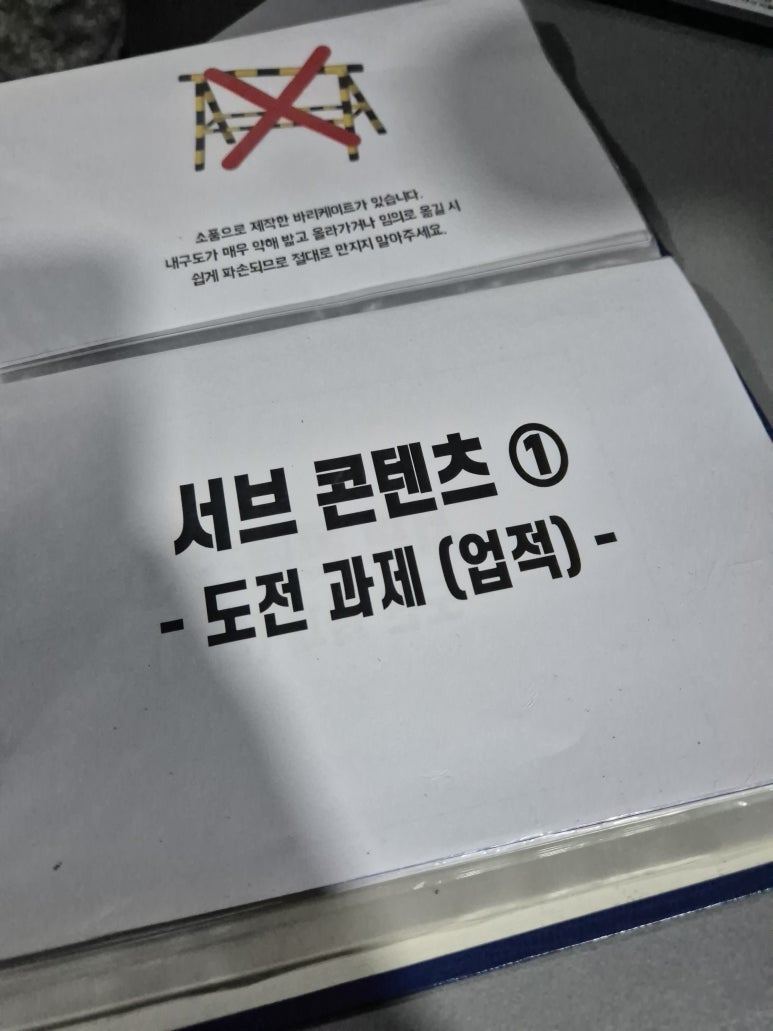 소품으로 제작한 바리케이트가 있습니다.
내구도가 매우 약해 밟고 올라가거나 임의로 옮길 시
쉽게 파손되므로 절대로 만지지 말아주세요.
서브 콘텐츠 ①
- 도전 과제 (업적) -